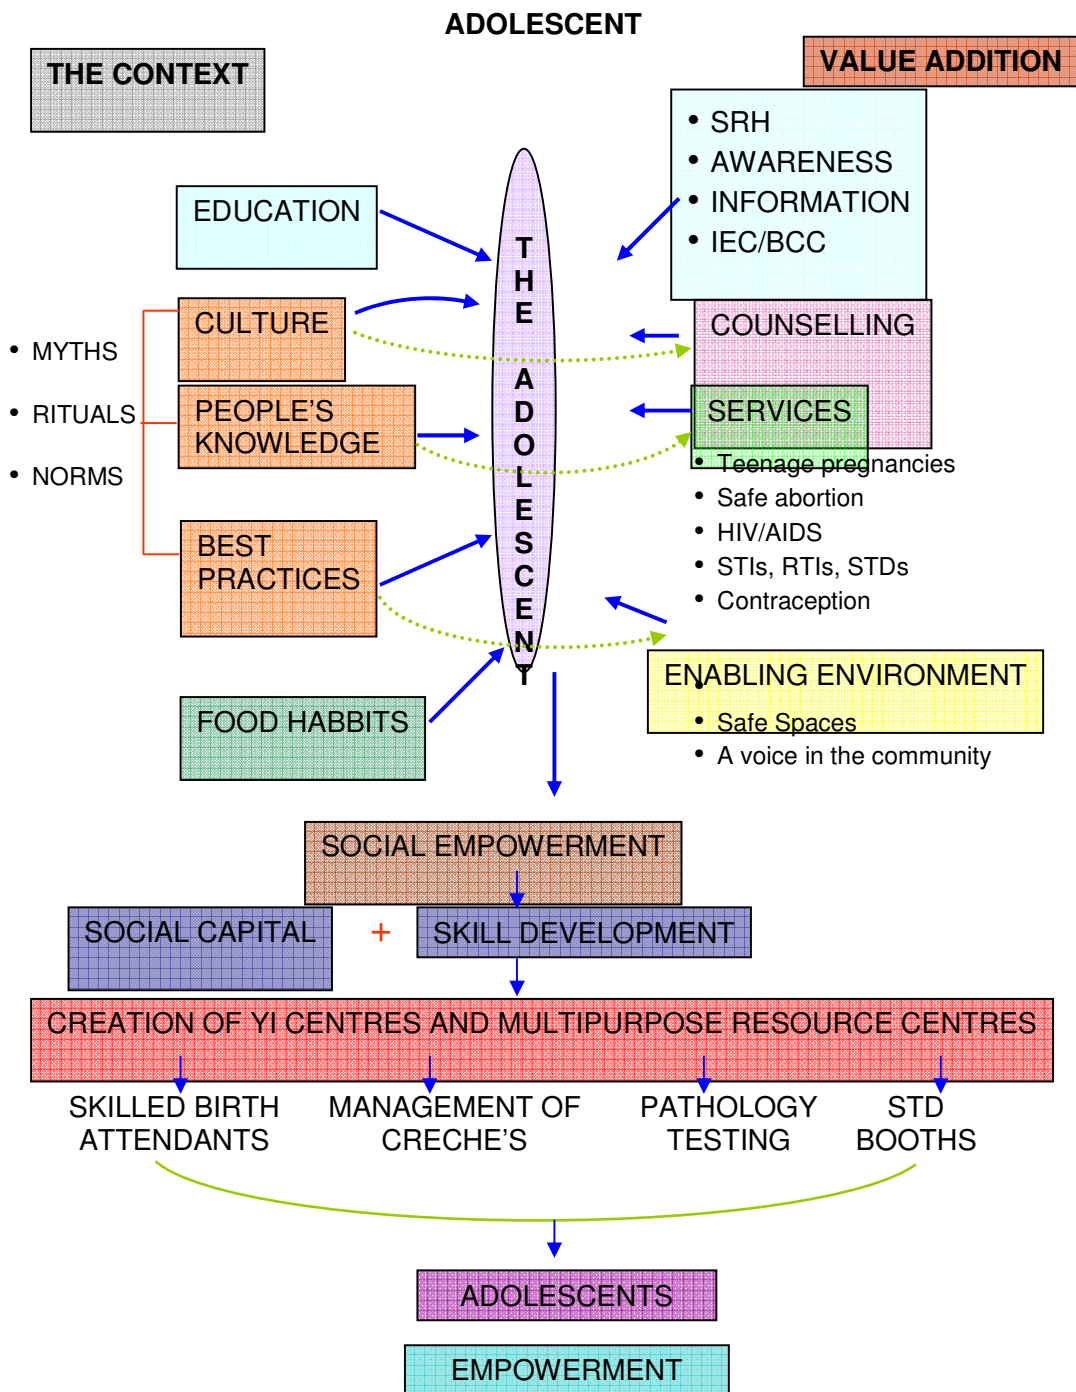 ADOLESCENT
THE CONTEXT
VALUE ADDITION
• SRH
• AWARENESS
• INFORMATION
• IEC/BCC
EDUCATION
THE ADOLESCENT
CULTURE
• MYTHS
• RITUALS
• NORMS
PEOPLE'S
KNOWLEDGE
BEST
PRACTICES
FOOD HABBITS
COUNSELLING
SERVICES
• Teenage pregnancies
• Safe abortion
• HIV/AIDS
• STIs, RTIs, STDs
• Contraception
ENABLING ENVIRONMENT
•
• Safe Spaces
• A voice in the community
SOCIAL EMPOWERMENT
SOCIAL CAPITAL + SKILL DEVELOPMENT
CREATION OF YI CENTRES AND MULTIPURPOSE RESOURCE CENTRES
SKILLED BIRTH
ATTENDANTS
MANAGEMENT OF
CRECHE'S
PATHOLOGY
TESTING
STD
BOOTHS
ADOLESCENTS
EMPOWERMENT